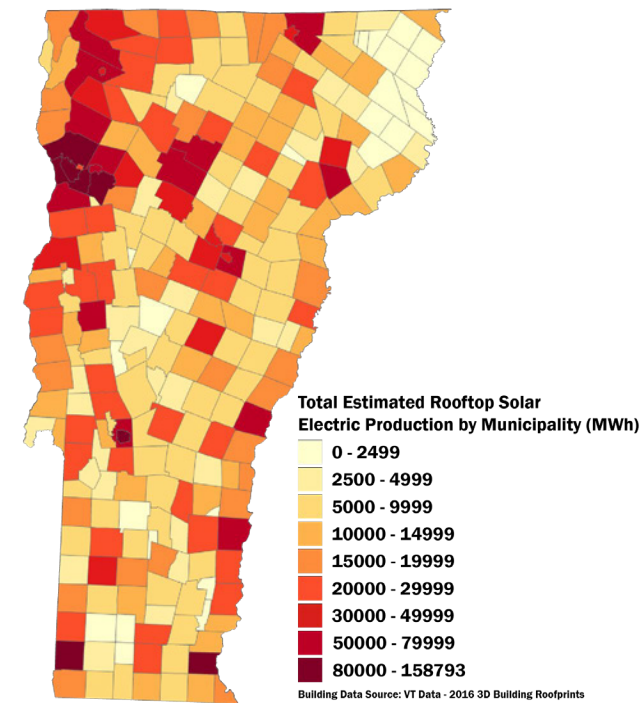 Total Estimated Rooftop Solar
Electric Production by Municipality (MWh)
0 - 2499
2500 - 4999
5000 - 9999
10000 - 14999
15000 - 19999
20000 - 29999
30000 - 49999
50000 - 79999
80000 - 158793
Building Data Source: VT Data - 2016 3D Building Roofprints